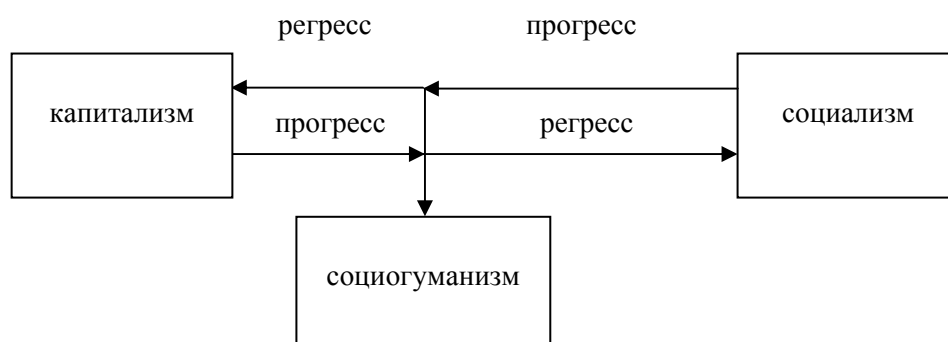 регресс прогресс
капитализм социализм
прогресс регресс
социогуманизм